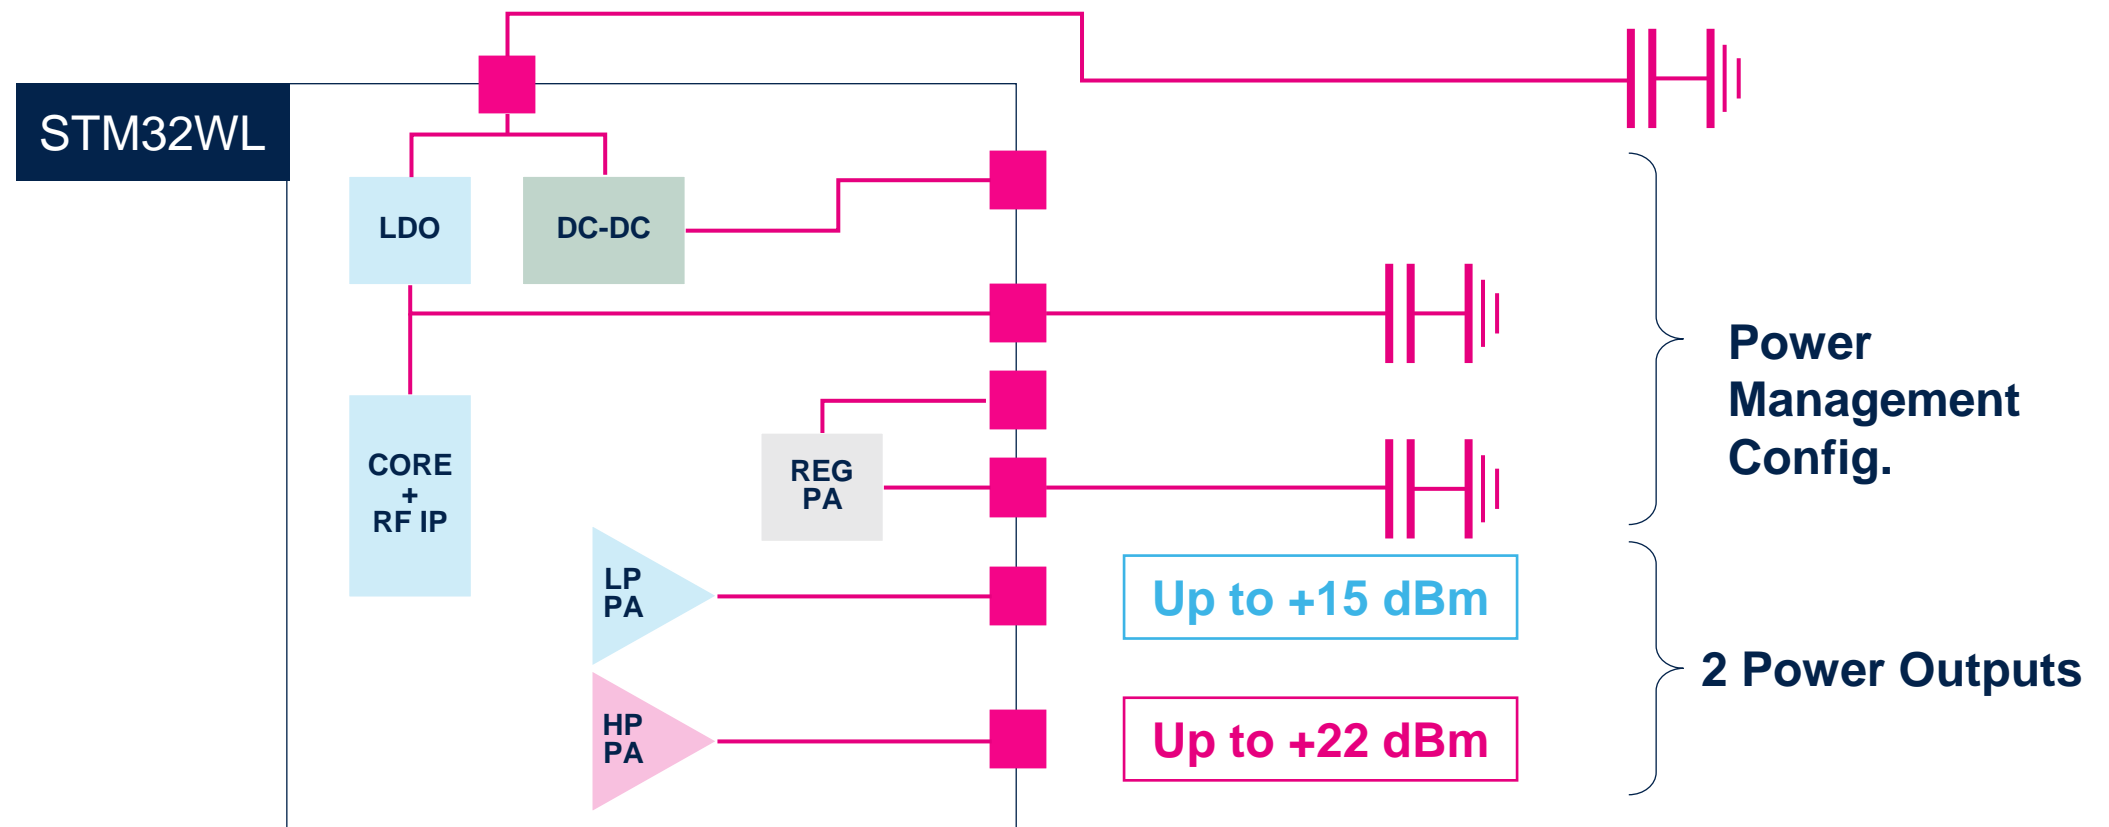 STM32WL
LDO
DC-DC
CORE
+
RF IP
REG
PA
LP
PA
HP
PA
Up to +15 dBm
Up to +22 dBm
Power
Management
Config.
2 Power Outputs